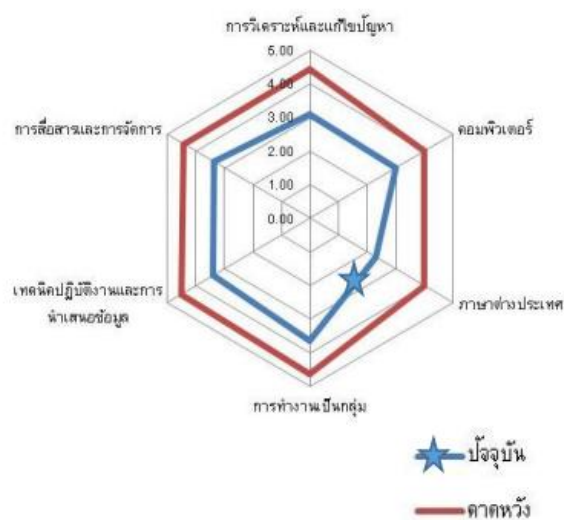 การวิเคราะห์และแก้ไขปัญหา
5.00
4.00
3.00
2.00
1.00
0.00
คอมพิวเตอร์
ภาษาต่างประเทศ
การทำงานเป็นกลุ่ม
เทคนิคปฏิบัติงานและการ
นำเสนอข้อมูล
การสื่อสารและการจัดการ
ปัจจุบัน
คาดหวัง